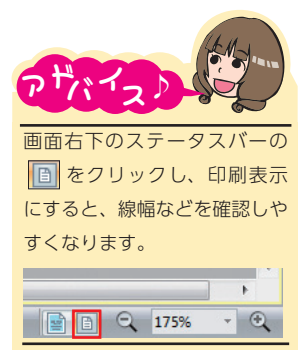 アドバイス♪
画面右下のステータスバーの
をクリックし、印刷表示
にすると、線幅などを確認しや
すくなります。
175%